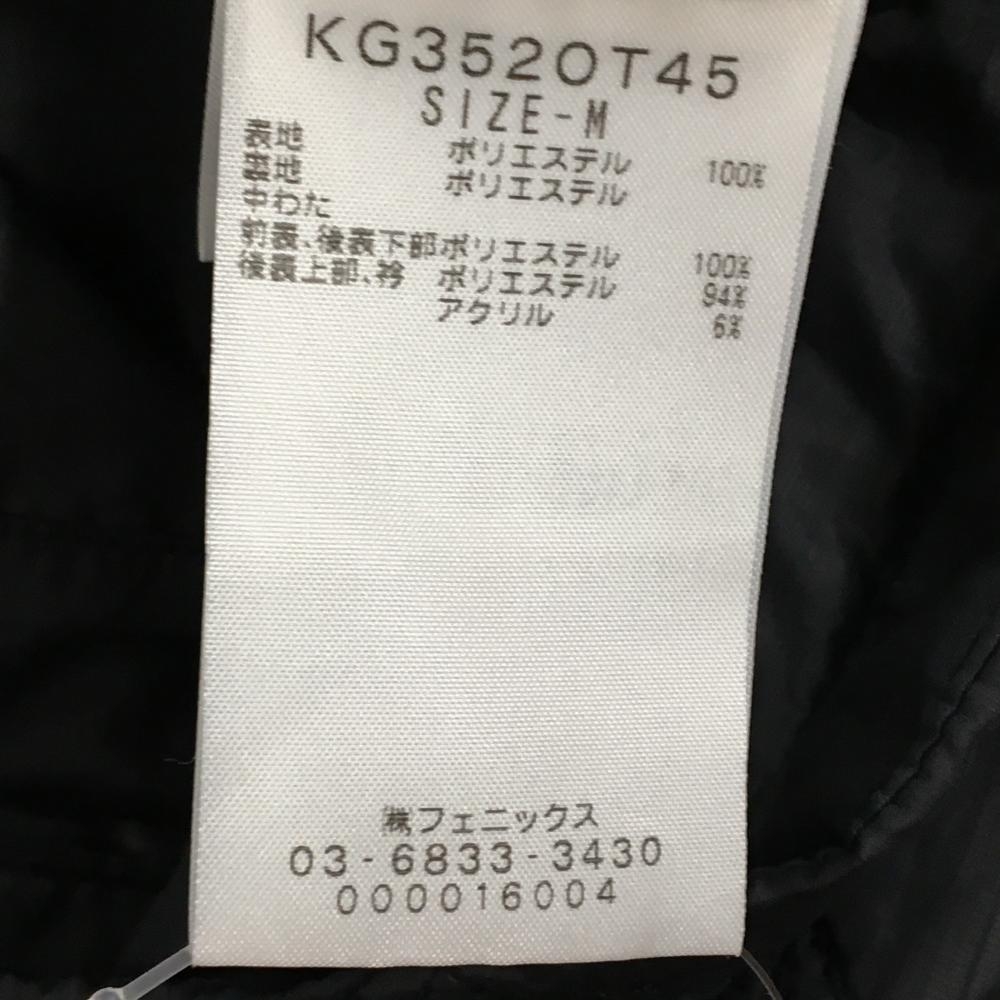 KG3520T45
SIZE-M
表地 ポリエステル 100%
裏地 ポリエステル
中わた
前表、後表下部ポリエステル 100%
後裏上部、衿 ポリエステル 94%
アクリル 6%
㈱フェニックス
03-6833-3430
000016004